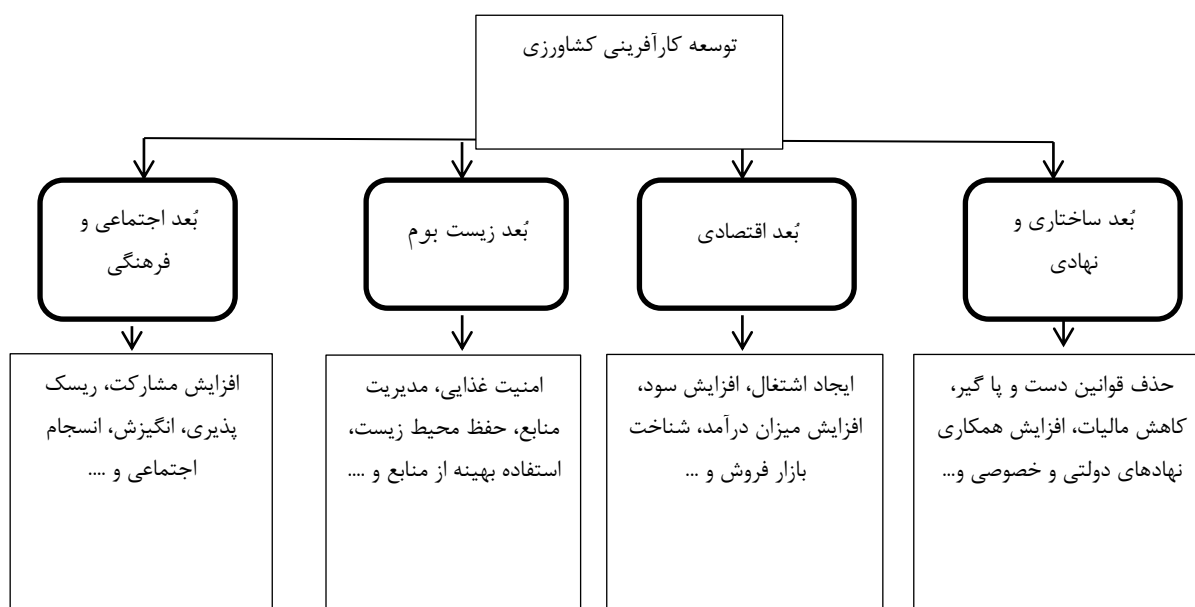 توسعه کارآفرینی کشاورزی
بُعد ساختاری و
نهادی
بُعد اقتصادی
بُعد زیست بوم
بُعد اجتماعی و
فرهنگی
حذف قوانین دست و پا گیر،
کاهش مالیات، افزایش همکاری
نهادهای دولتی و خصوصی و...
ایجاد اشتغال، افزایش سود،
افزایش میزان درآمد، شناخت
بازار فروش و ...
امنیت غذایی، مدیریت
منابع، حفظ محیط زیست،
استفاده بهینه از منابع و ....
افزایش مشارکت، ریسک
پذیری، انگیزش، انسجام
اجتماعی و ....